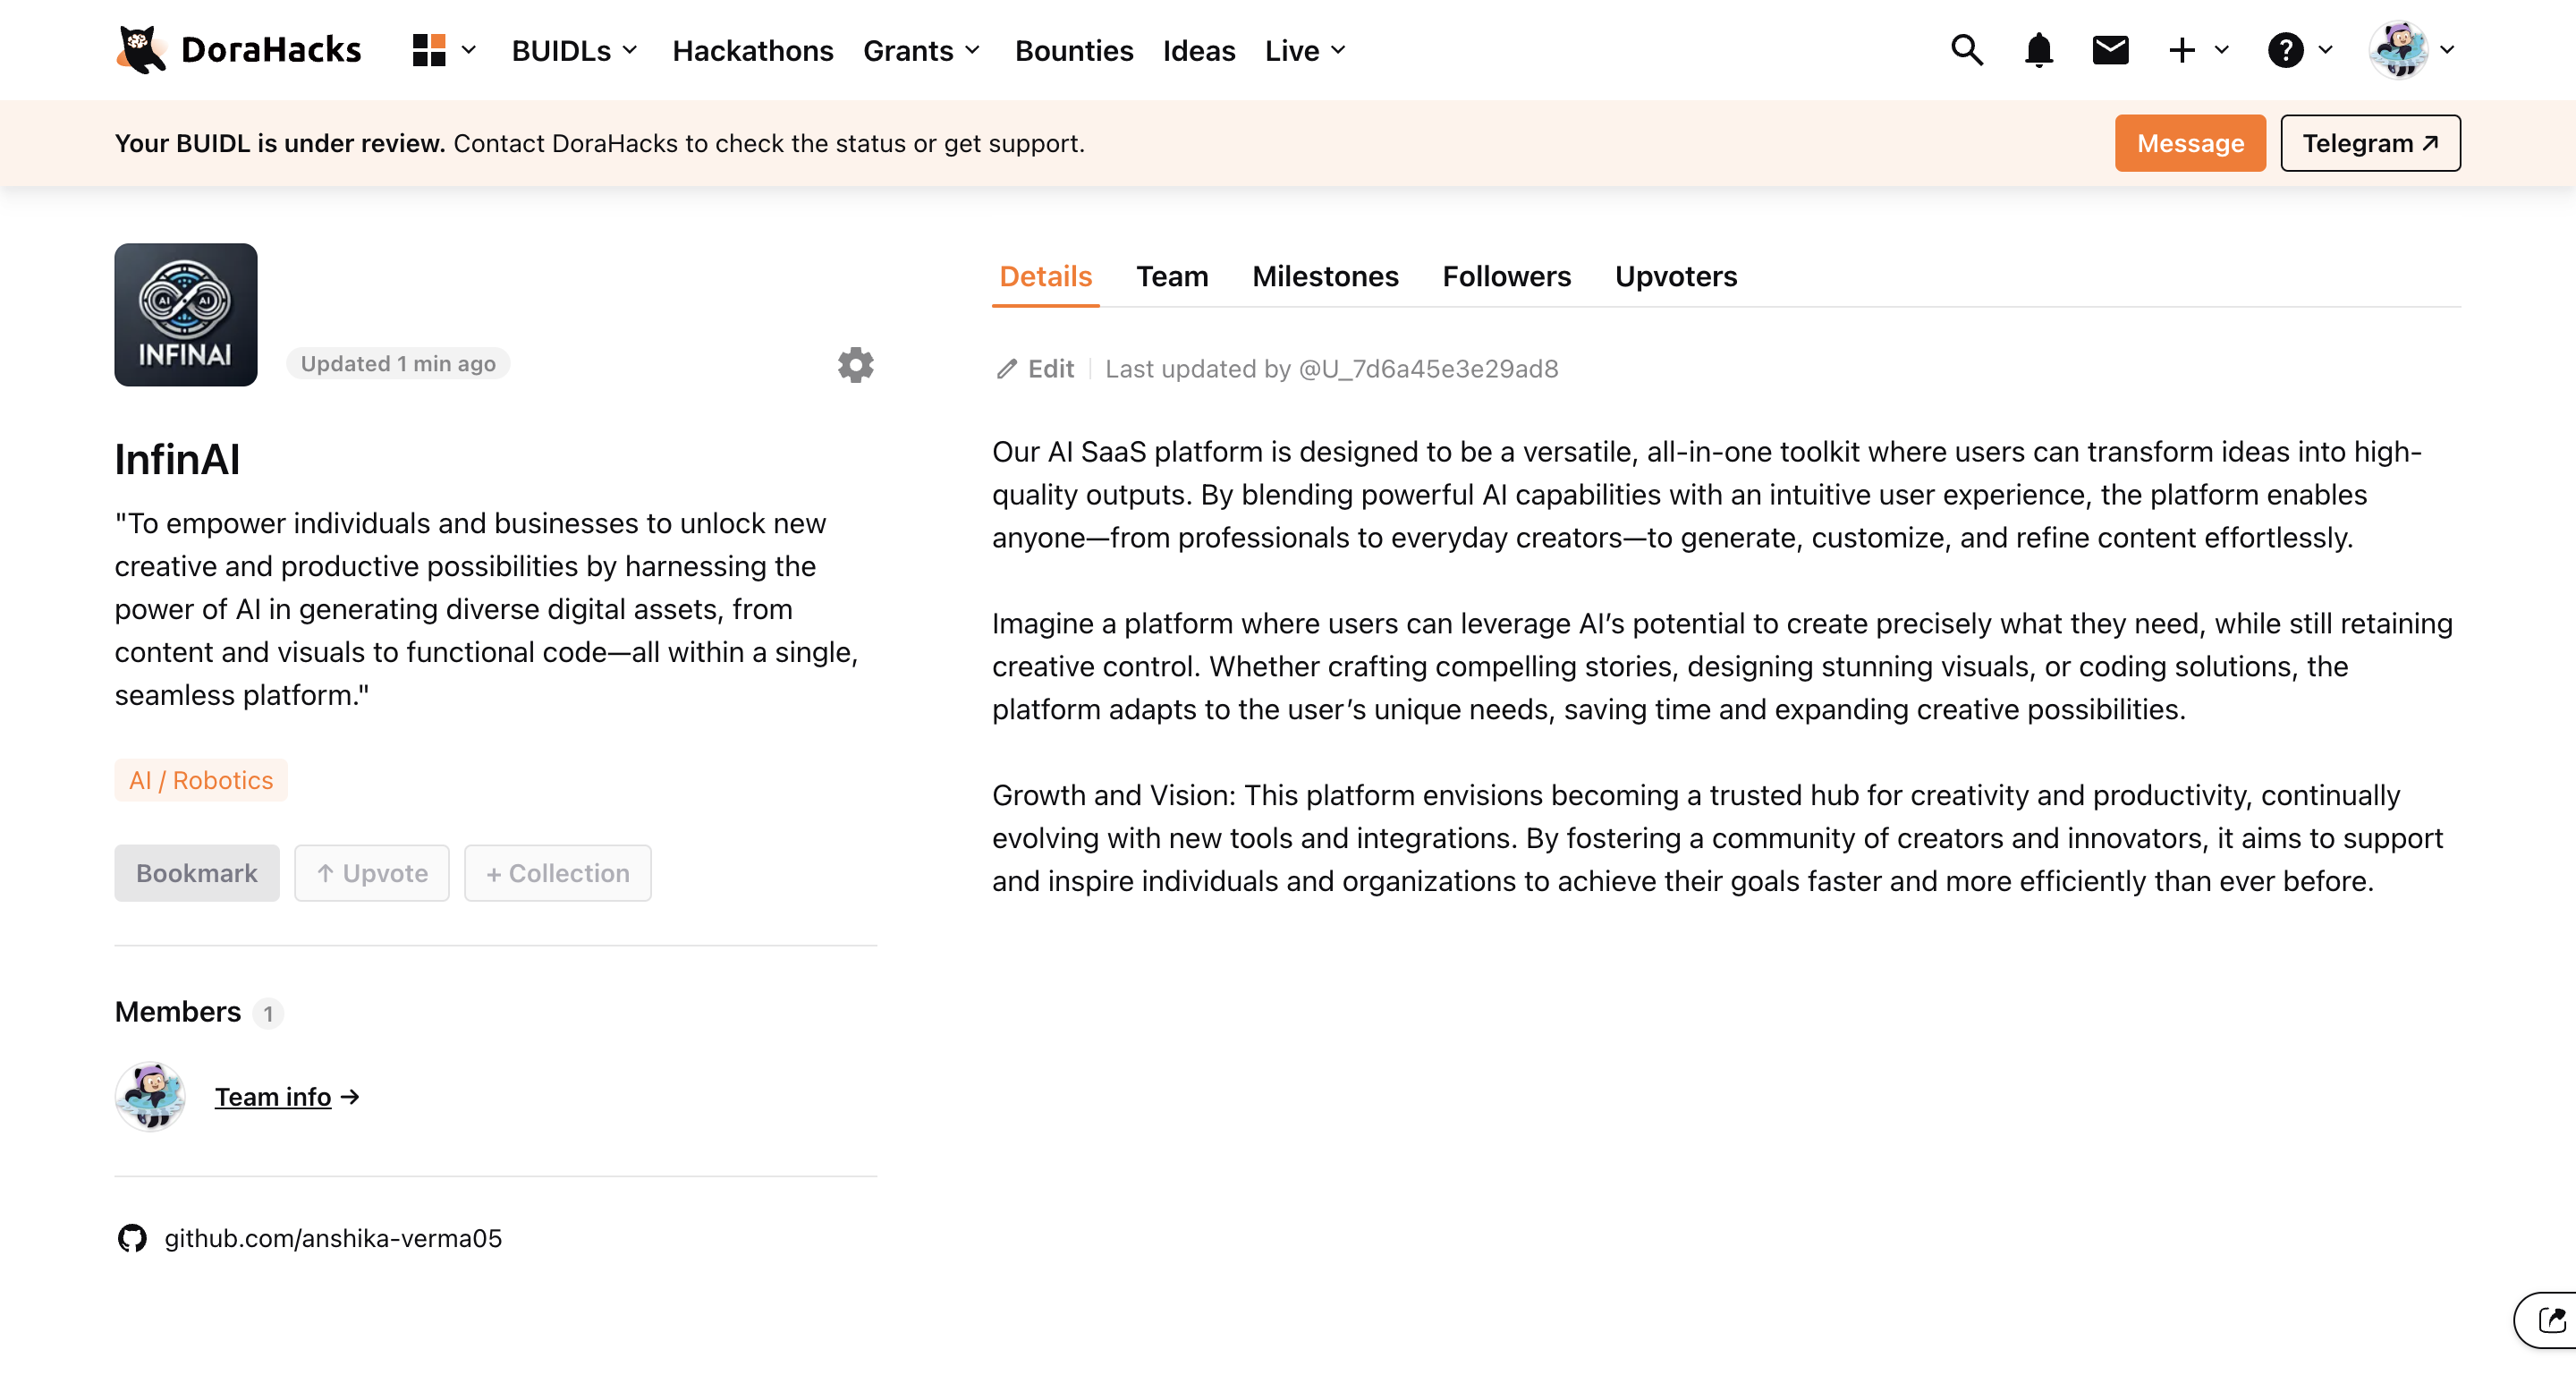 DoraHacks
BUIDLs
Hackathons
Grants
Bounties
Ideas
Live
Your BUIDL is under review. Contact DoraHacks to check the status or get support.
Message
Telegram
AI AI
INFINAI
Updated 1 min ago
InfinAI
"To empower individuals and businesses to unlock new
creative and productive possibilities by harnessing the
power of AI in generating diverse digital assets, from
content and visuals to functional code—all within a single,
seamless platform."
AI / Robotics
Bookmark
↑ Upvote
+ Collection
Members 1
Team info →
github.com/anshika-verma05
Details
Team
Milestones
Followers
Upvoters
Edit
Last updated by @U_7d6a45e3e29ad8
Our AI SaaS platform is designed to be a versatile, all-in-one toolkit where users can transform ideas into high-
quality outputs. By blending powerful AI capabilities with an intuitive user experience, the platform enables
anyone—from professionals to everyday creators—to generate, customize, and refine content effortlessly.
Imagine a platform where users can leverage AI’s potential to create precisely what they need, while still retaining
creative control. Whether crafting compelling stories, designing stunning visuals, or coding solutions, the
platform adapts to the user’s unique needs, saving time and expanding creative possibilities.
Growth and Vision: This platform envisions becoming a trusted hub for creativity and productivity, continually
evolving with new tools and integrations. By fostering a community of creators and innovators, it aims to support
and inspire individuals and organizations to achieve their goals faster and more efficiently than ever before.